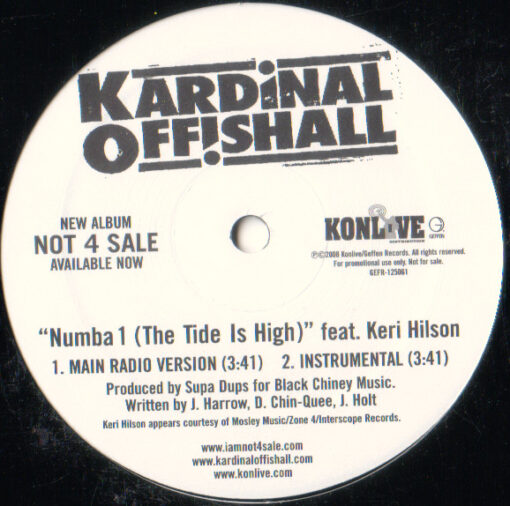 KARDINAL
OFFISHALL
NEW ALBUM
NOT 4 SALE
AVAILABLE NOW
KONLIVE
DISTRIBUTION
GEFFEN
℗©2008 Konlive/Geffen Records. All rights reserved.
For promotional use only. Not for sale.
GEFR-125061
“Numba 1 (The Tide Is High)” feat. Keri Hilson
1. MAIN RADIO VERSION (3:41) 2. INSTRUMENTAL (3:41)
Produced by Supa Dups for Black Chiney Music.
Written by J. Harrow, D. Chin-Quee, J. Holt
Keri Hilson appears courtesy of Mosley Music/Zone 4/Interscope Records.
www.iamnot4sale.com
www.kardinaloffishall.com
www.konlive.com